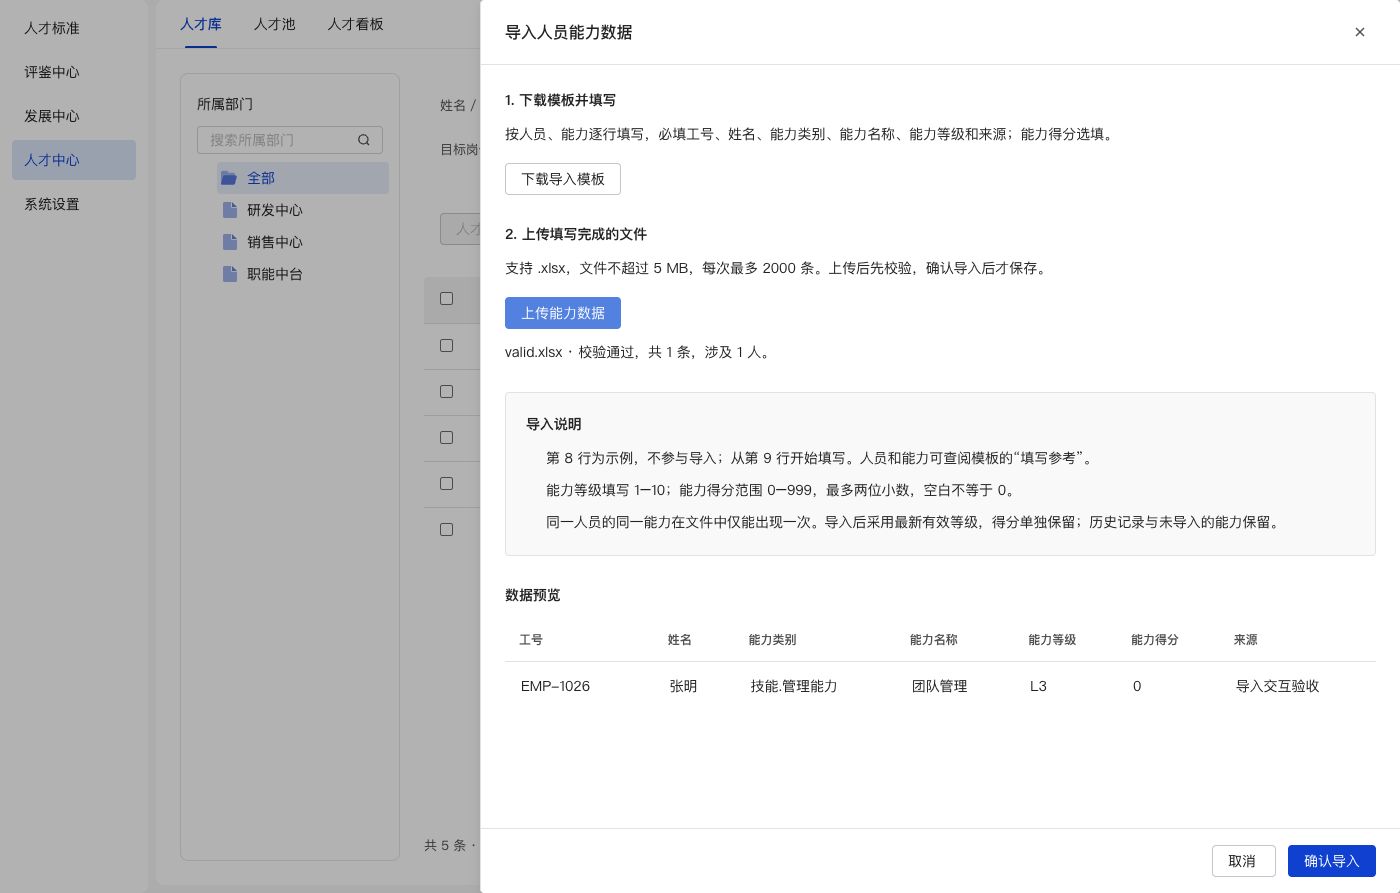 人才标准
评鉴中心
发展中心
人才中心
系统设置
人才库 人才池 人才看板
所属部门
搜索所属部门
全部
研发中心
销售中心
职能中台
姓名 /
目标岗
人才
共 5 条 ·
导入人员能力数据
1. 下载模板并填写
按人员、能力逐行填写，必填工号、姓名、能力类别、能力名称、能力等级和来源；能力得分选填。
下载导入模板
2. 上传填写完成的文件
支持 .xlsx，文件不超过 5 MB，每次最多 2000 条。上传后先校验，确认导入后才保存。
上传能力数据
valid.xlsx · 校验通过，共 1 条，涉及 1 人。
导入说明
第 8 行为示例，不参与导入；从第 9 行开始填写。人员和能力可查阅模板的“填写参考”。
能力等级填写 1—10；能力得分范围 0—999，最多两位小数，空白不等于 0。
同一人员的同一能力在文件中仅能出现一次。导入后采用最新有效等级，得分单独保留；历史记录与未导入的能力保留。
数据预览
工号 姓名 能力类别 能力名称 能力等级 能力得分 来源
EMP-1026 张明 技能.管理能力 团队管理 L3 0 导入交互验收
取消 确认导入